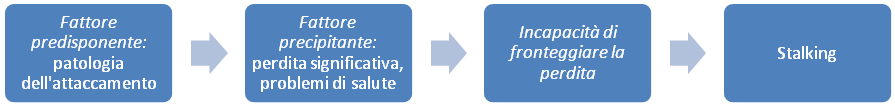 Fattore
predisponente:
patologia
dell'attaccamento
Fattore
precipitante:
perdita significativa,
problemi di salute
Incapacità di
fronteggiare la
perdita
Stalking